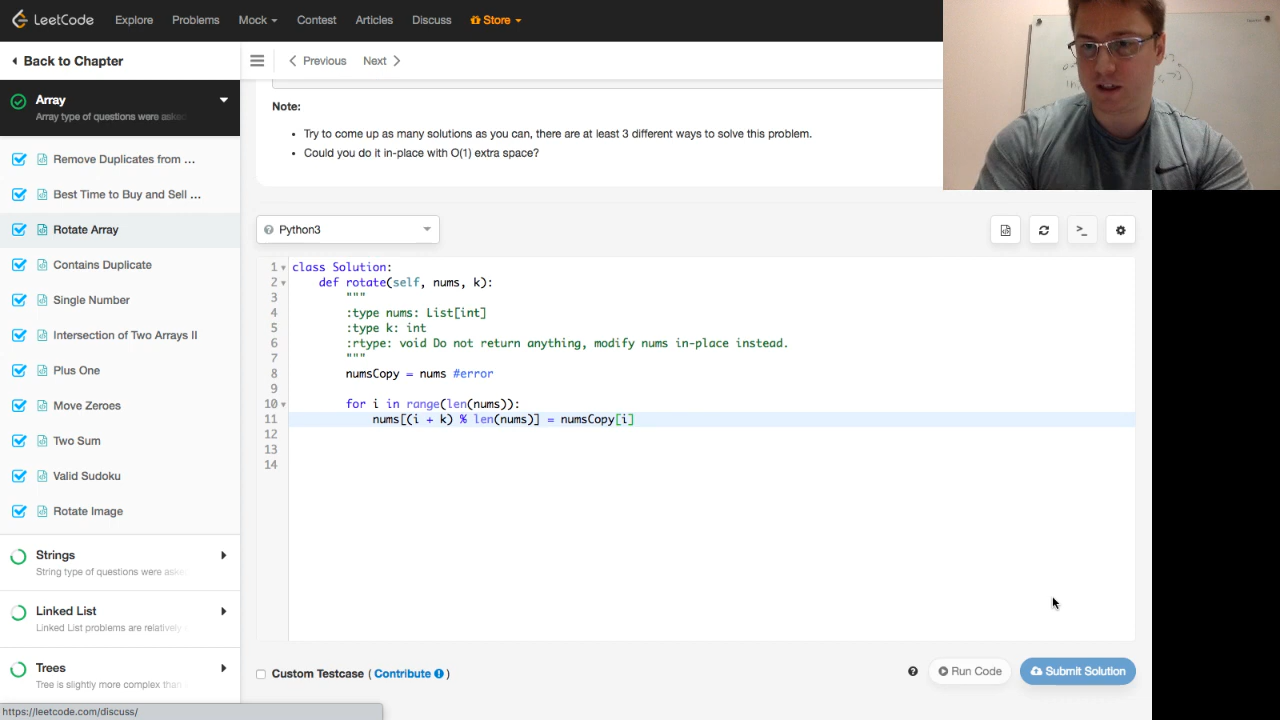 LeetCode Explore Problems Mock Contest Articles Discuss Store
Back to Chapter
Previous Next
Array
Array type of questions were aske
Remove Duplicates from ...
Best Time to Buy and Sell ...
Rotate Array
Contains Duplicate
Single Number
Intersection of Two Arrays II
Plus One
Move Zeroes
Two Sum
Valid Sudoku
Rotate Image
Strings
String type of questions were aske
Linked List
Linked List problems are relatively
Trees
Tree is slightly more complex than
https://leetcode.com/discuss/
Note:
• Try to come up as many solutions as you can, there are at least 3 different ways to solve this problem.
• Could you do it in-place with O(1) extra space?
Python3
>_
1 class Solution:
2 def rotate(self, nums, k):
3 """
4 :type nums: List[int]
5 :type k: int
6 :rtype: void Do not return anything, modify nums in-place instead.
7 """
8 numsCopy = nums #error
9
10 for i in range(len(nums)):
11 nums[(i + k) % len(nums)] = numsCopy[i]
12
13
14
Custom Testcase ( Contribute )
? Run Code Submit Solution